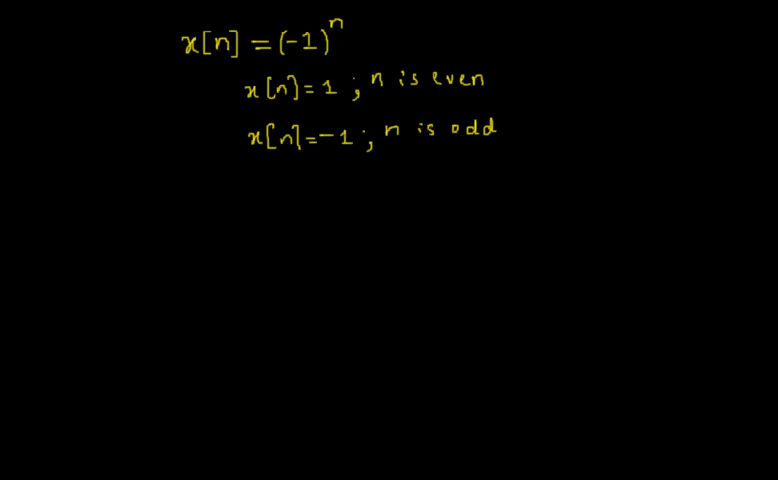 x[n] = (-1)^n
x[n] = 1 ; n is even
x[n] = -1 ; n is odd